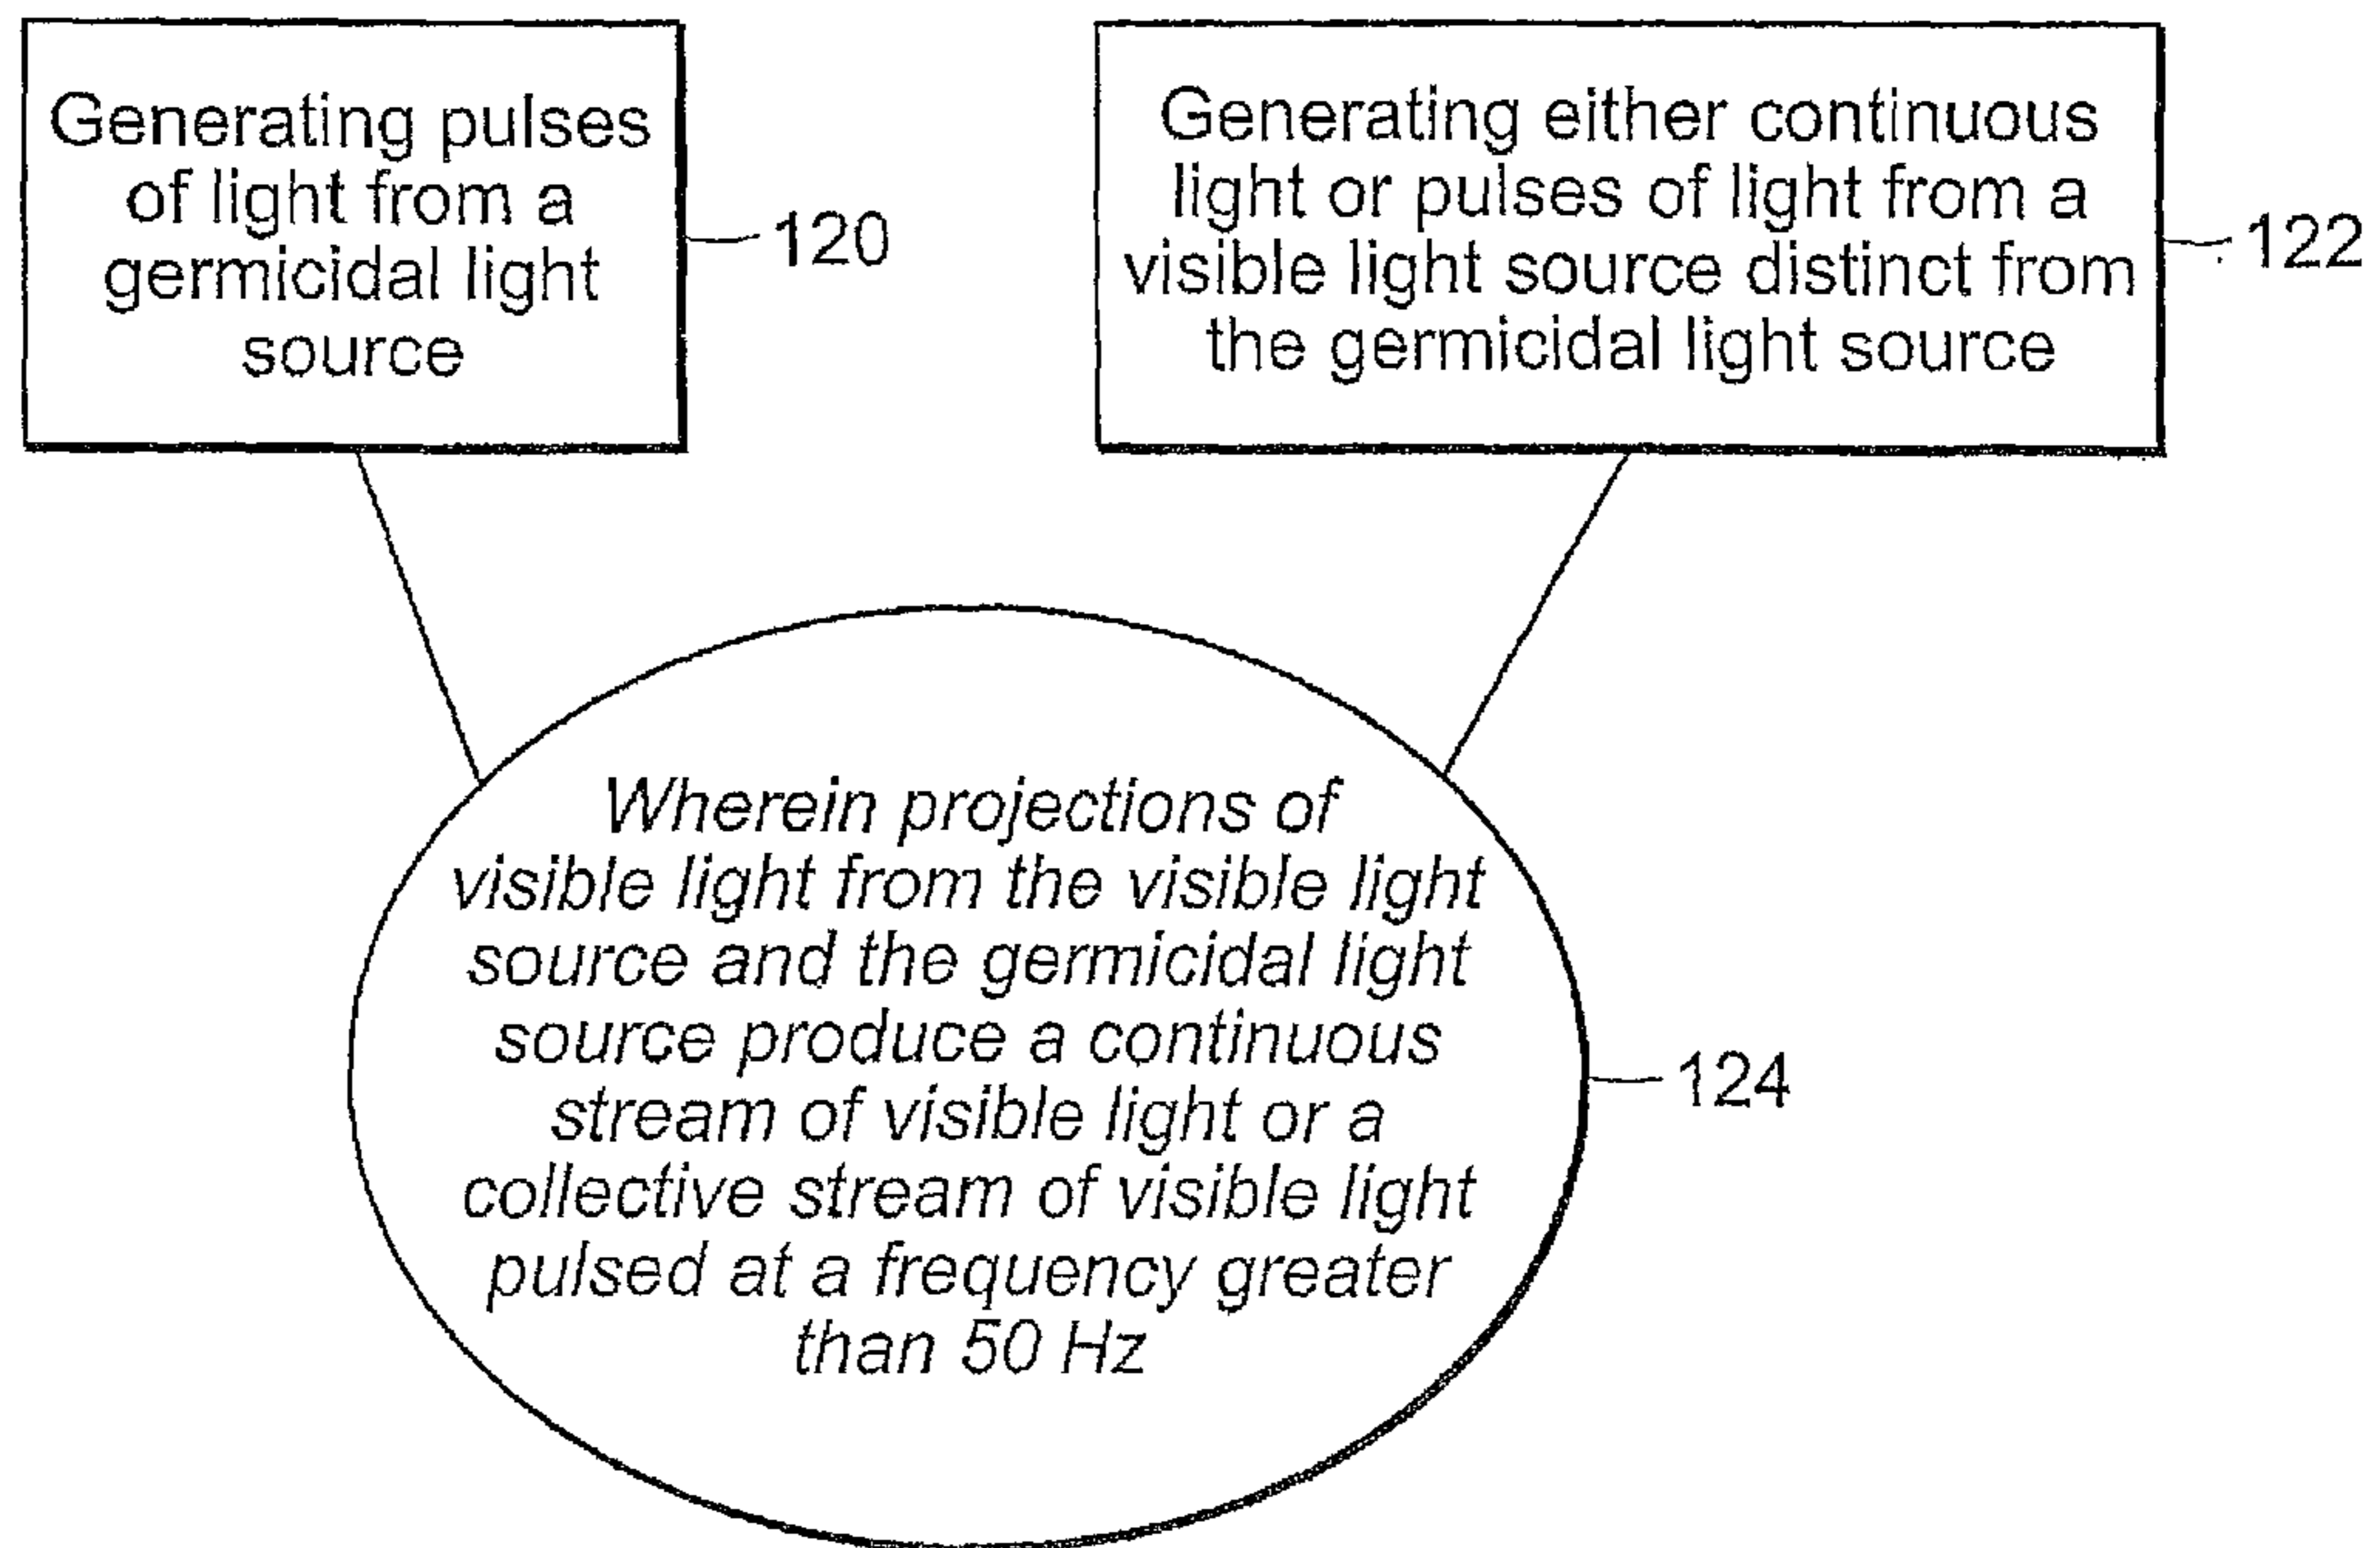 Generating pulses
of light from a
germicidal light
source
120
Generating either continuous
light or pulses of light from a
visible light source distinct from
the germicidal light source
122
Wherein projections of
visible light from the visible light
source and the germicidal light
source produce a continuous
stream of visible light or a
collective stream of visible light
pulsed at a frequency greater
than 50 Hz
124